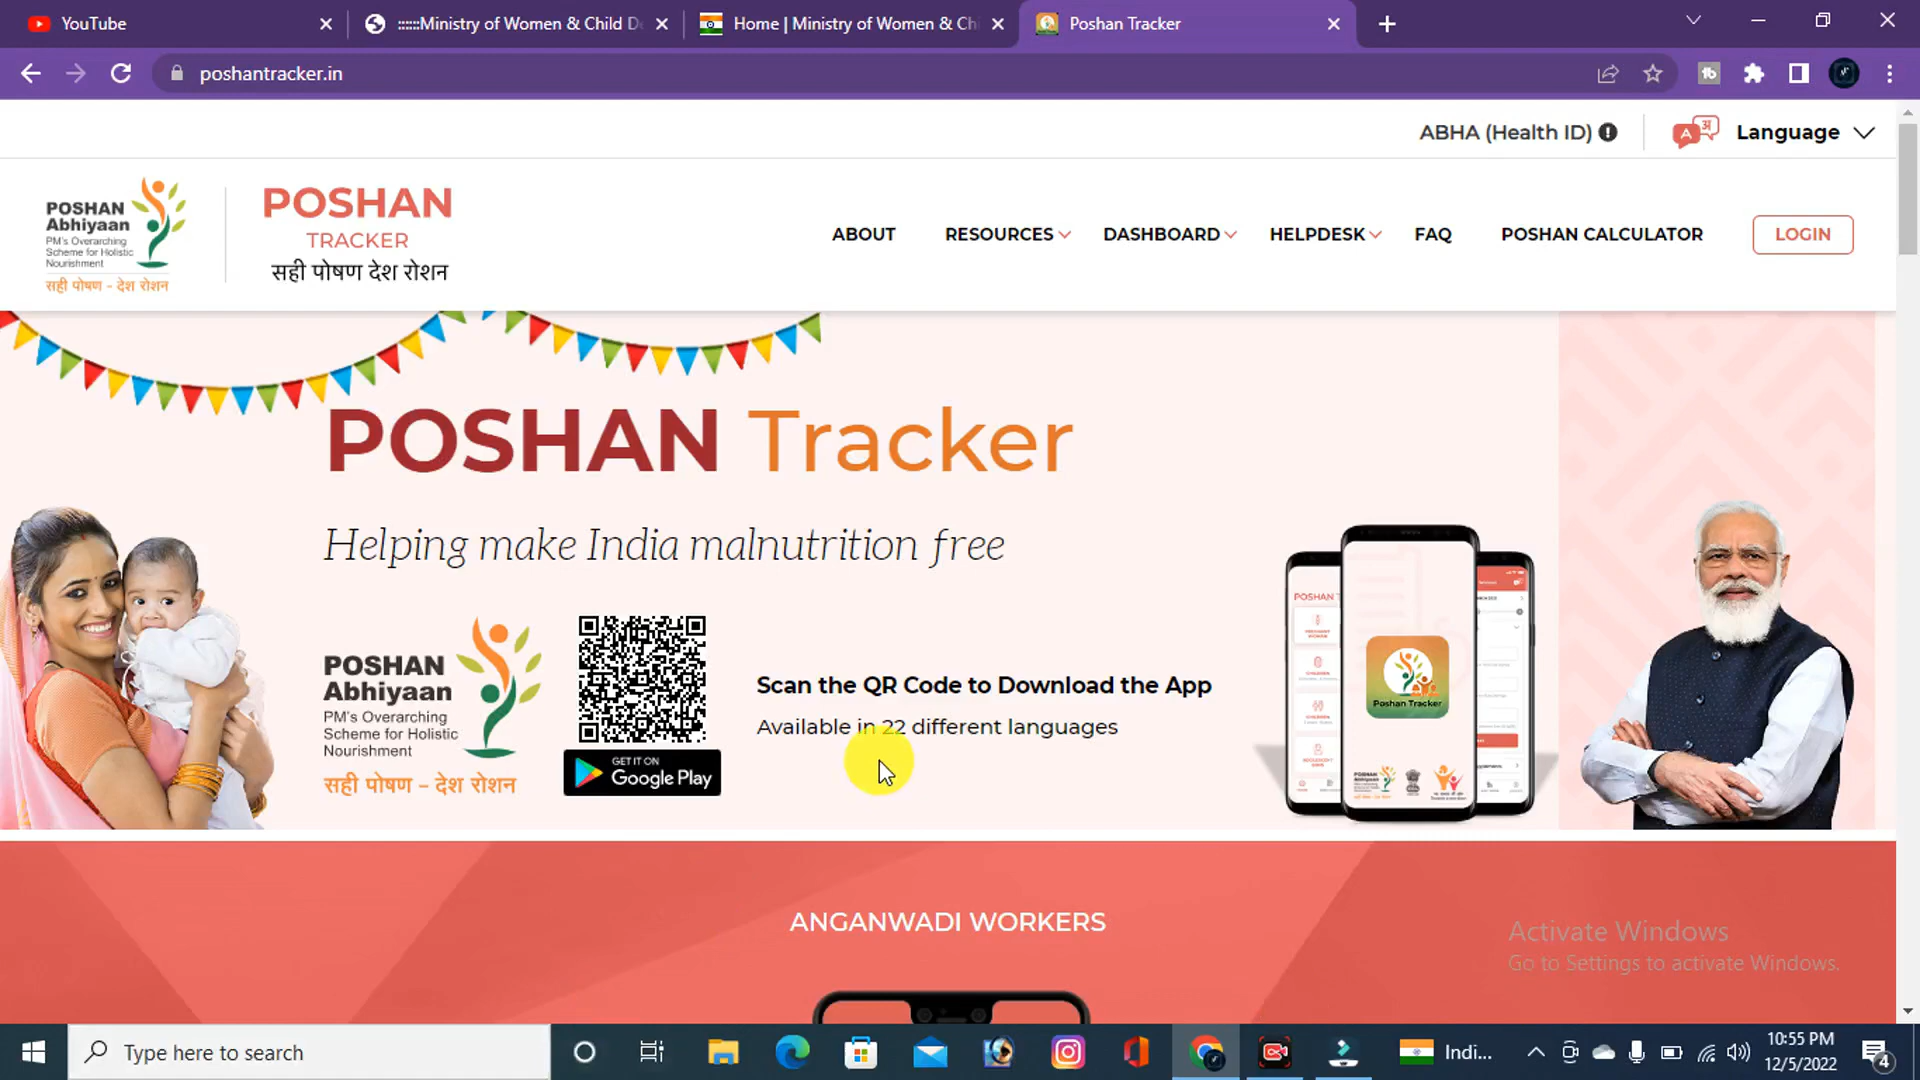 YouTube
::::::Ministry of Women & Child D
Home | Ministry of Women & Ch
Poshan Tracker
poshantracker.in
ABHA (Health ID)
Language
POSHAN
Abhiyaan
PM's Overarching
Scheme for Holistic
Nourishment
सही पोषण - देश रोशन
POSHAN
TRACKER
सही पोषण देश रोशन
ABOUT
RESOURCES
DASHBOARD
HELPDESK
FAQ
POSHAN CALCULATOR
LOGIN
POSHAN Tracker
Helping make India malnutrition free
POSHAN
Abhiyaan
PM's Overarching
Scheme for Holistic
Nourishment
सही पोषण - देश रोशन
GET IT ON
Google Play
Scan the QR Code to Download the App
Available in 22 different languages
POSHAN T
Poshan Tracker
ANGANWADI WORKERS
Activate Windows
Go to Settings to activate Windows.
Type here to search
Indi...
10:55 PM
12/5/2022
4